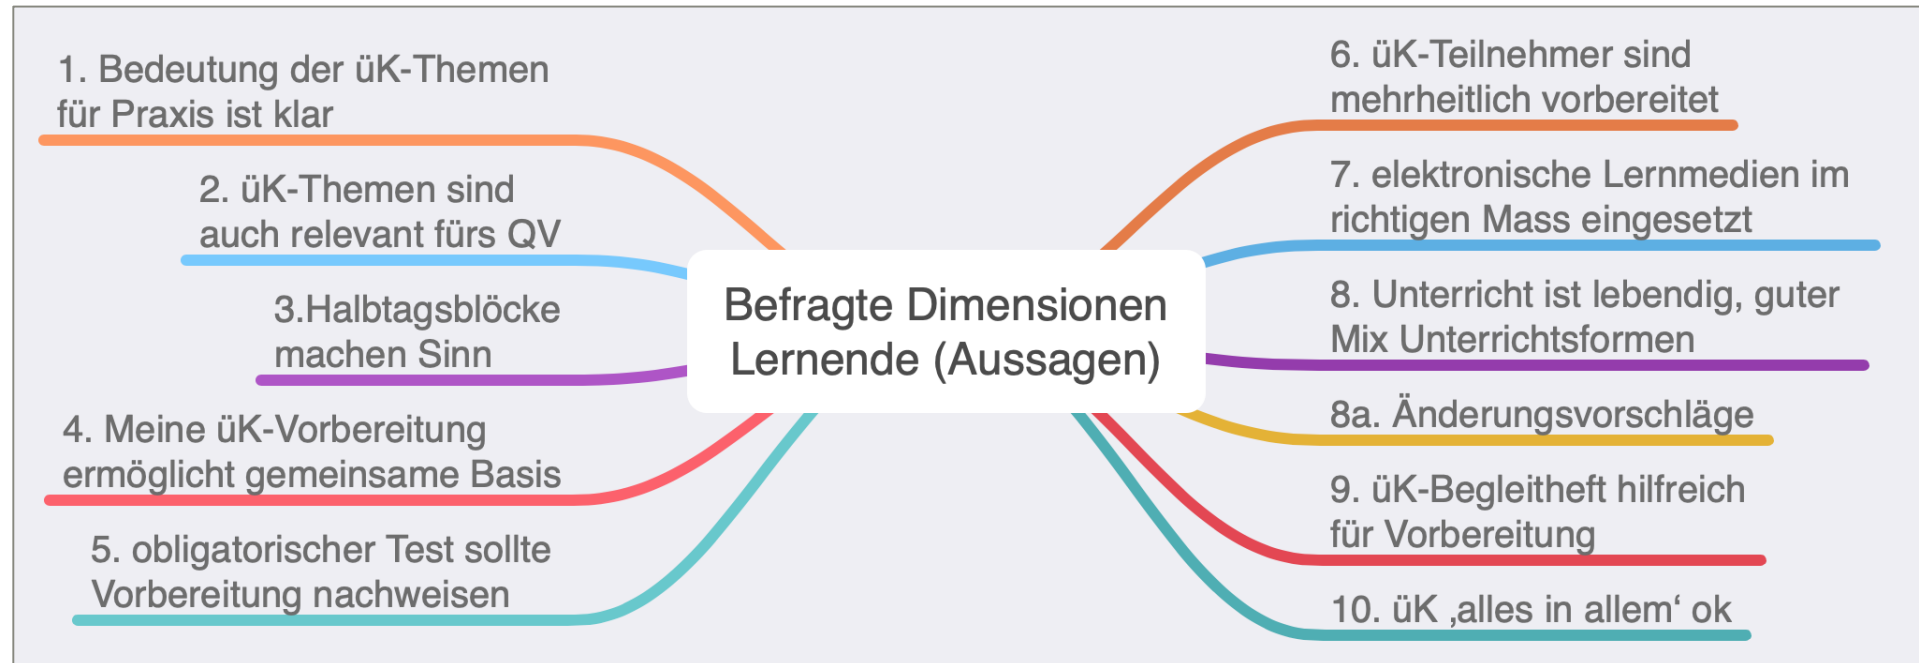 Befragte Dimensionen
Lernende (Aussagen)
1. Bedeutung der üK-Themen
für Praxis ist klar
2. üK-Themen sind
auch relevant fürs QV
3.Halbtagsblöcke
machen Sinn
4. Meine üK-Vorbereitung
ermöglicht gemeinsame Basis
5. obligatorischer Test sollte
Vorbereitung nachweisen
6. üK-Teilnehmer sind
mehrheitlich vorbereitet
7. elektronische Lernmedien im
richtigen Mass eingesetzt
8. Unterricht ist lebendig, guter
Mix Unterrichtsformen
8a. Änderungsvorschläge
9. üK-Begleitheft hilfreich
für Vorbereitung
10. üK ‚alles in allem‘ ok